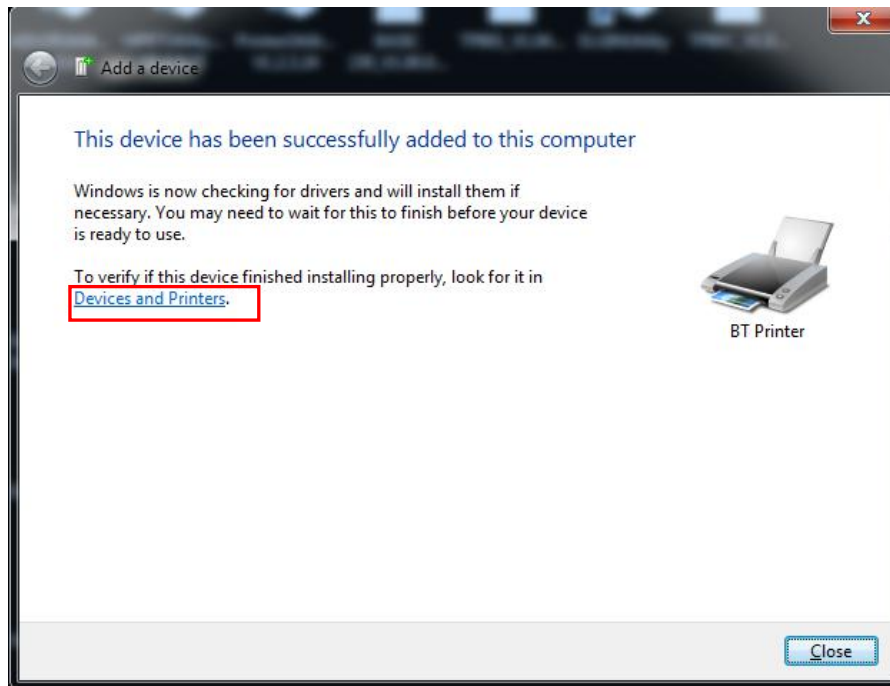 Add a device
This device has been successfully added to this computer
Windows is now checking for drivers and will install them if
necessary. You may need to wait for this to finish before your device
is ready to use.
To verify if this device finished installing properly, look for it in
Devices and Printers.
BT Printer
Close